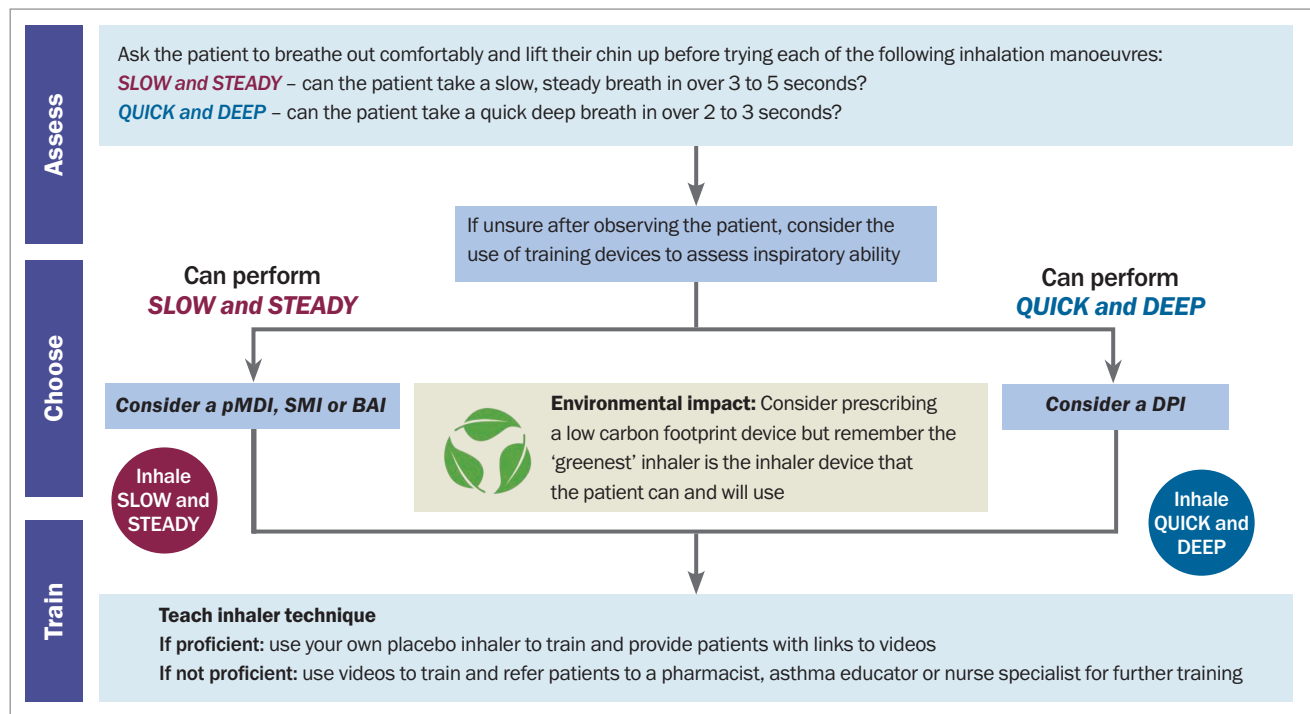 Assess
Ask the patient to breathe out comfortably and lift their chin up before trying each of the following inhalation manoeuvres:
SLOW and STEADY – can the patient take a slow, steady breath in over 3 to 5 seconds?
QUICK and DEEP – can the patient take a quick deep breath in over 2 to 3 seconds?
If unsure after observing the patient, consider the
use of training devices to assess inspiratory ability
Choose
Can perform
SLOW and STEADY
Can perform
QUICK and DEEP
Consider a pMDI, SMI or BAI
Environmental impact: Consider prescribing
a low carbon footprint device but remember the
‘greenest’ inhaler is the inhaler device that
the patient can and will use
Consider a DPI
Inhale
SLOW and
STEADY
Inhale
QUICK and
DEEP
Train
Teach inhaler technique
If proficient: use your own placebo inhaler to train and provide patients with links to videos
If not proficient: use videos to train and refer patients to a pharmacist, asthma educator or nurse specialist for further training